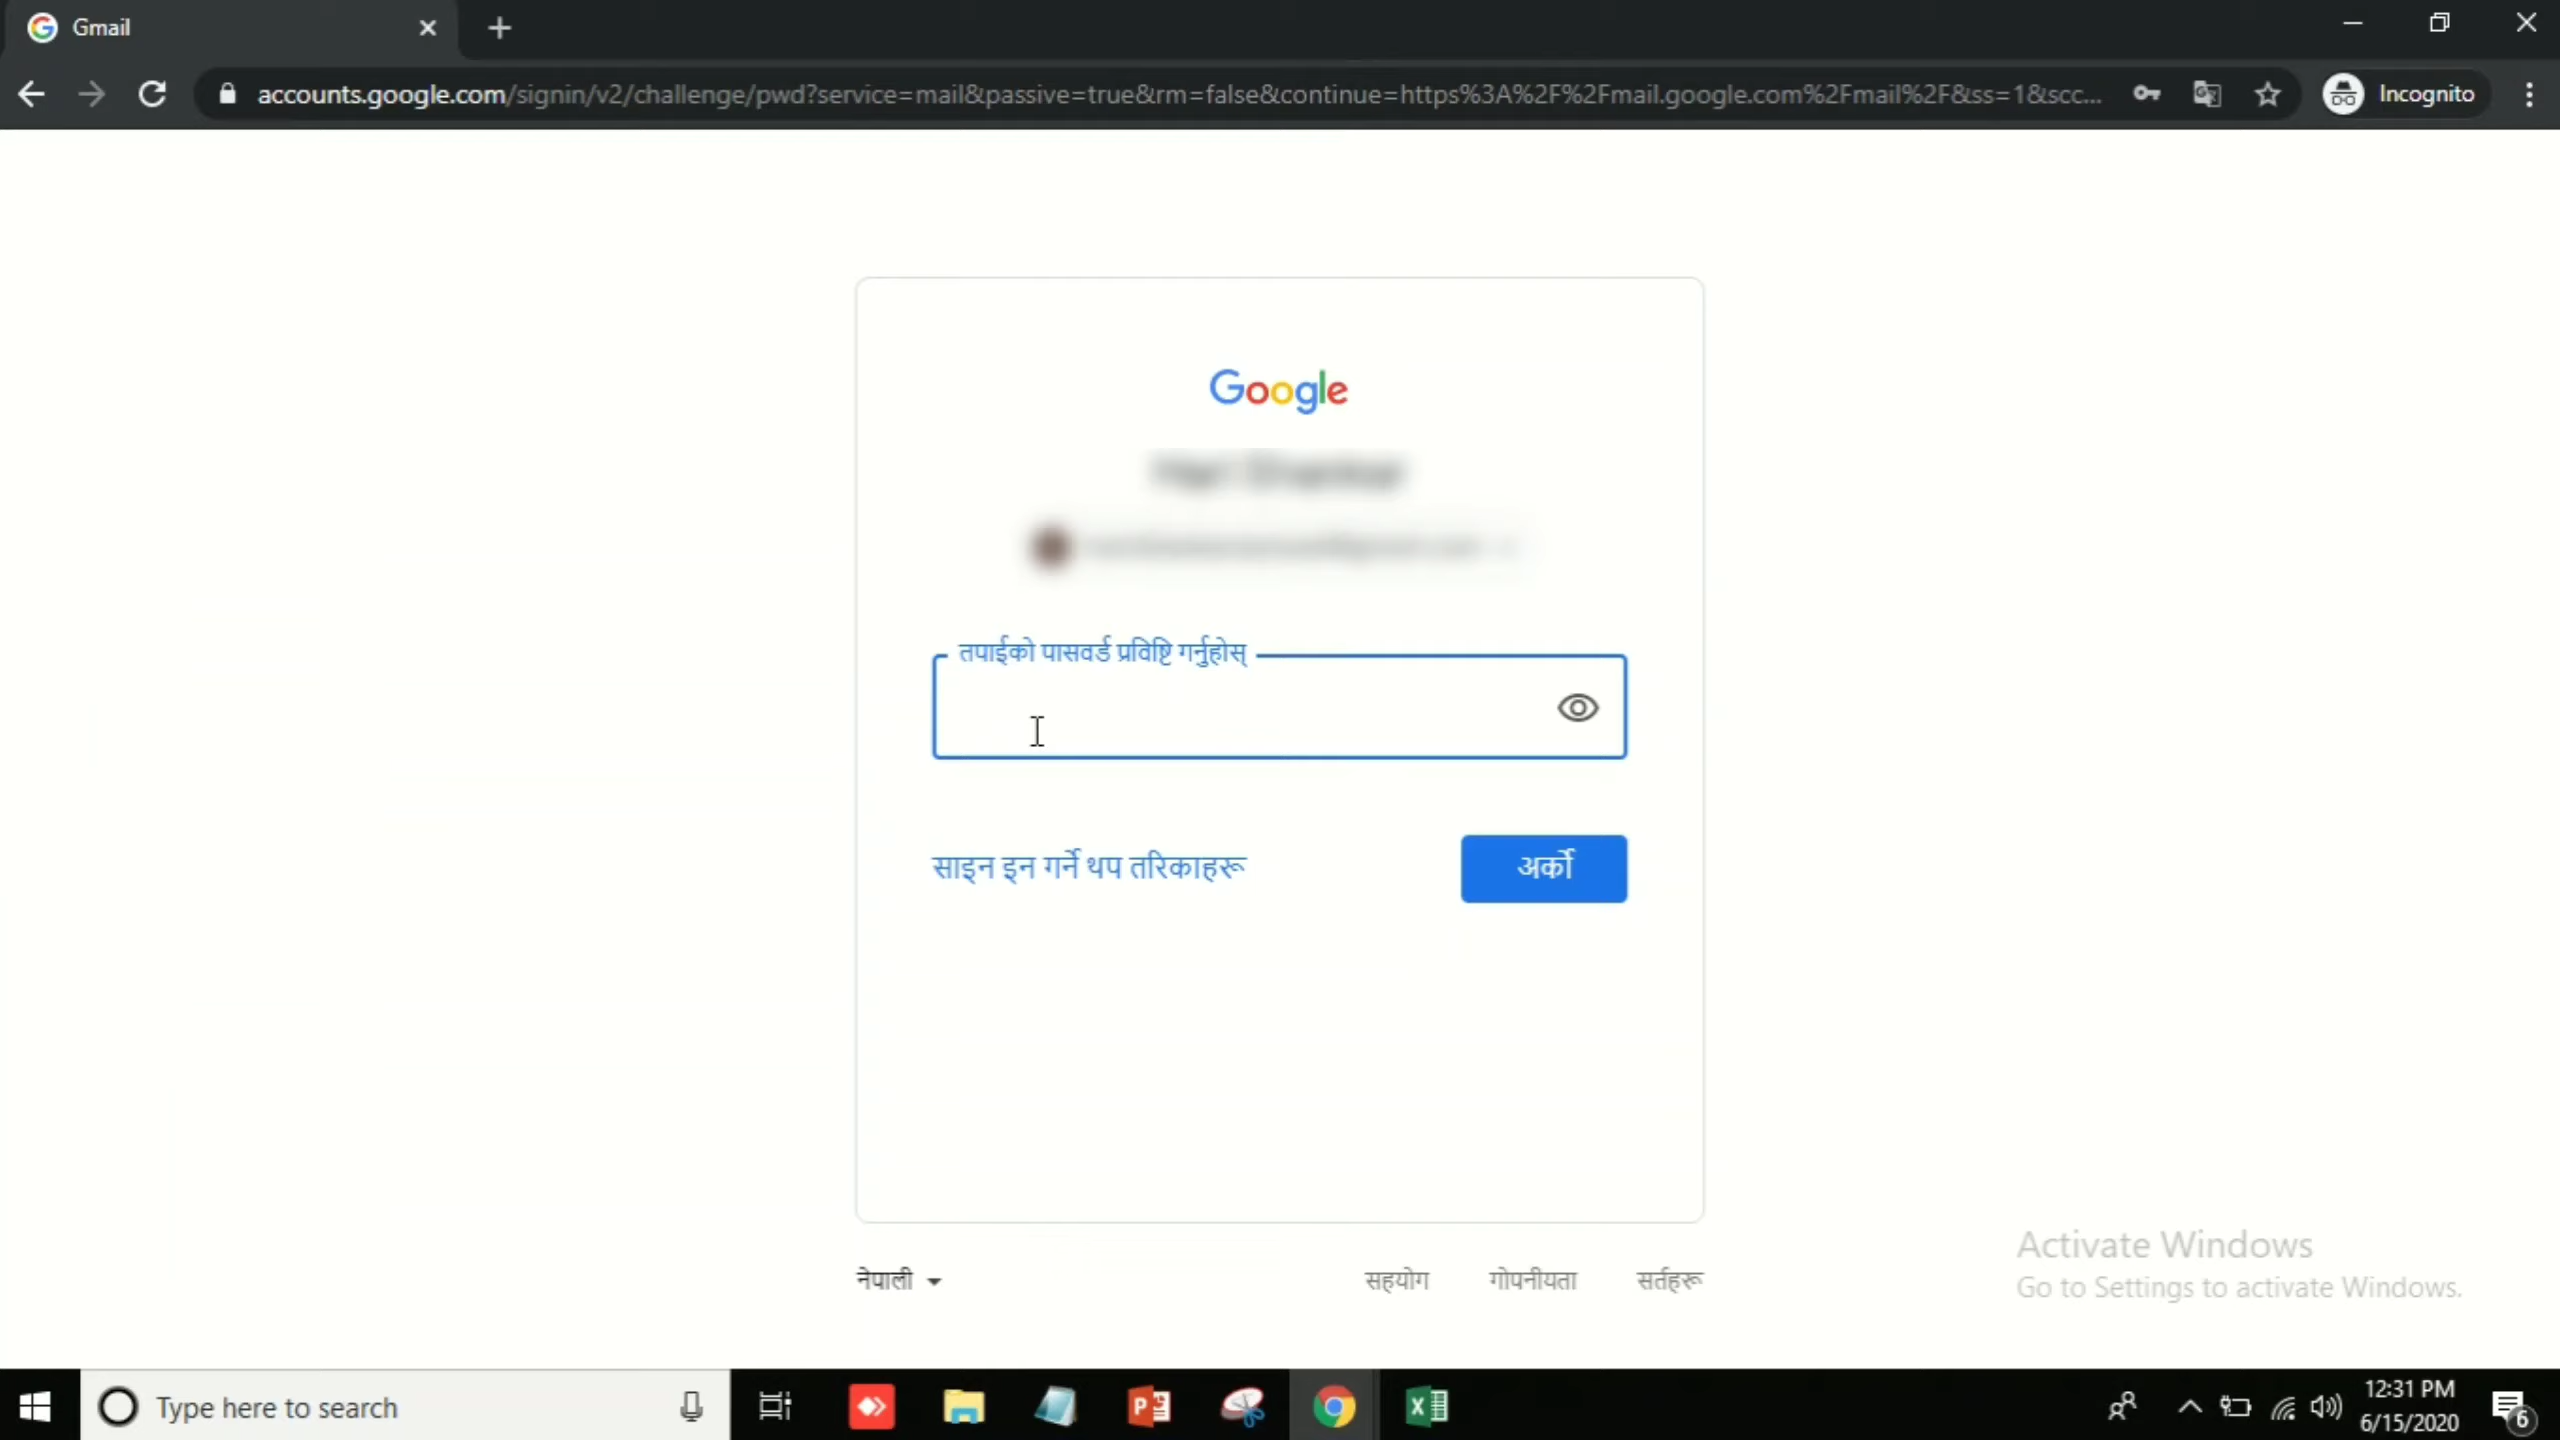 Gmail
accounts.google.com/signin/v2/challenge/pwd?service=mail&passive=true&rm=false&continue=https%3A%2F%2Fmail.google.com%2Fmail%2F&ss=1&scc...
Incognito
Google
तपाईको पासवर्ड प्रविष्टि गर्नुहोस्
साइन इन गर्ने थप तरिकाहरू
अर्को
नेपाली
सहयोग
गोपनीयता
सर्तहरू
Activate Windows
Go to Settings to activate Windows.
Type here to search
12:31 PM
6/15/2020
6